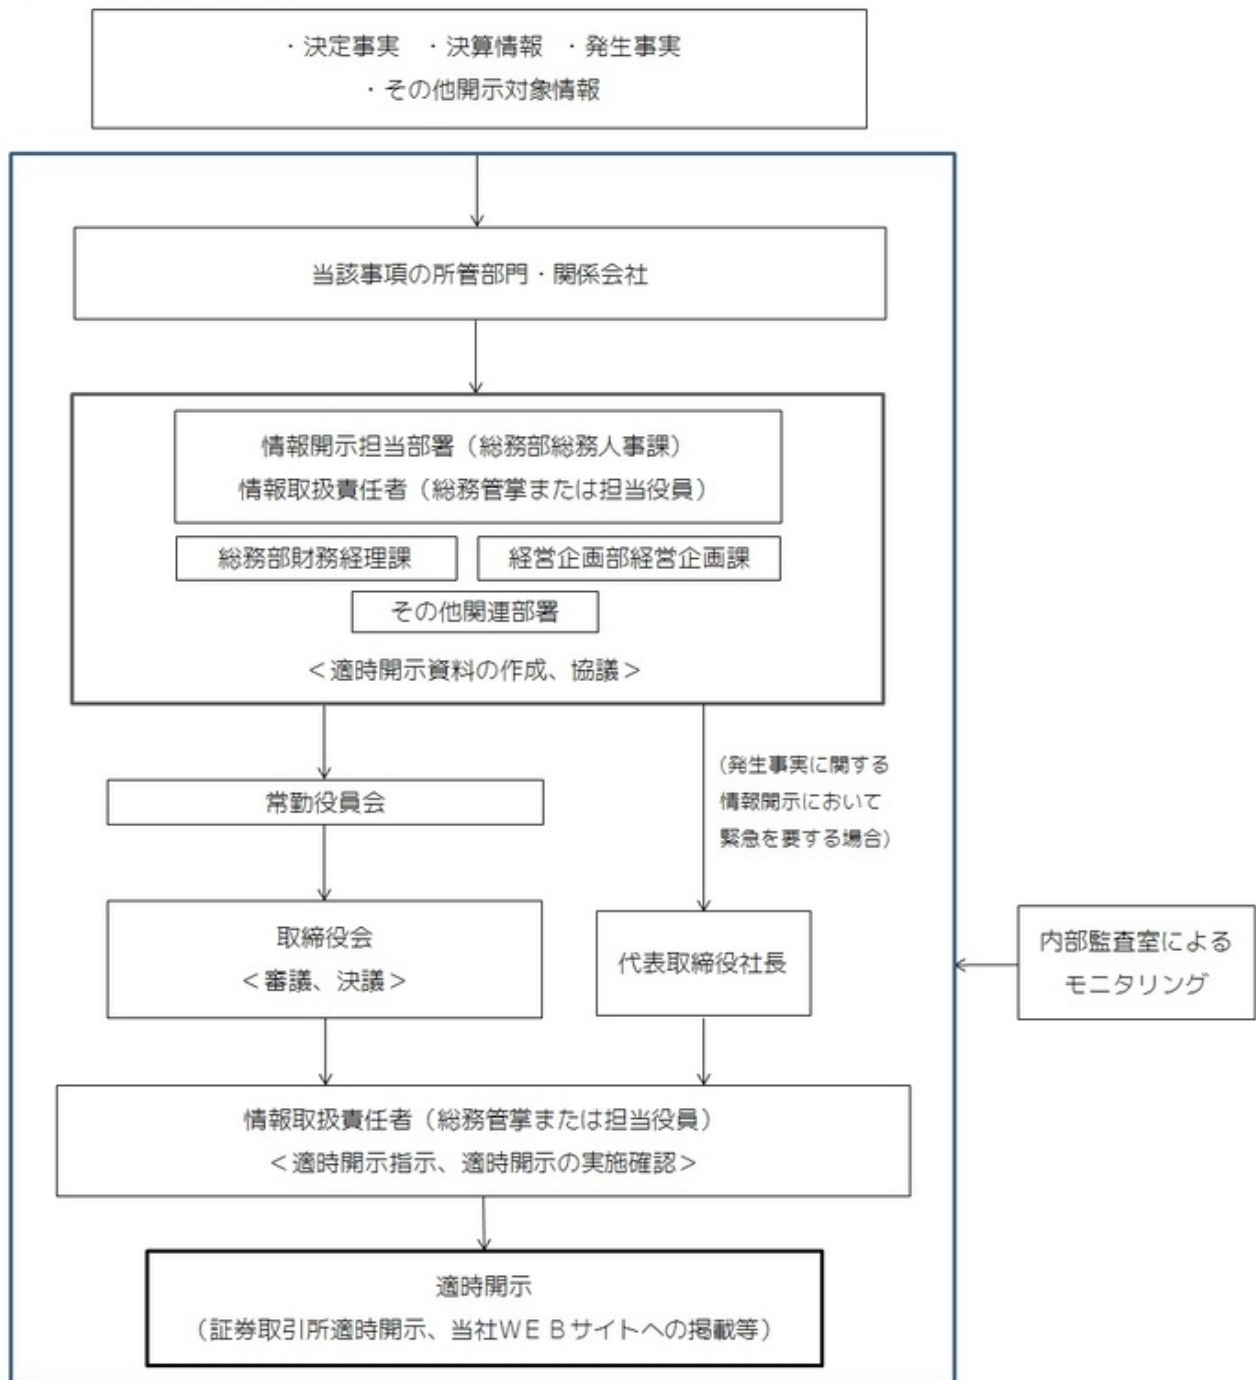 ・決定事実　・決算情報　・発生事実
・その他開示対象情報
当該事項の所管部門・関係会社
情報開示担当部署（総務部総務人事課）
情報取扱責任者（総務管掌または担当役員）
総務部財務経理課
経営企画部経営企画課
その他関連部署
＜適時開示資料の作成、協議＞
(発生事実に関する
情報開示において
緊急を要する場合)
常勤役員会
取締役会
＜審議、決議＞
代表取締役社長
内部監査室による
モニタリング
情報取扱責任者（総務管掌または担当役員）
＜適時開示指示、適時開示の実施確認＞
適時開示
（証券取引所適時開示、当社ＷＥＢサイトへの掲載等）